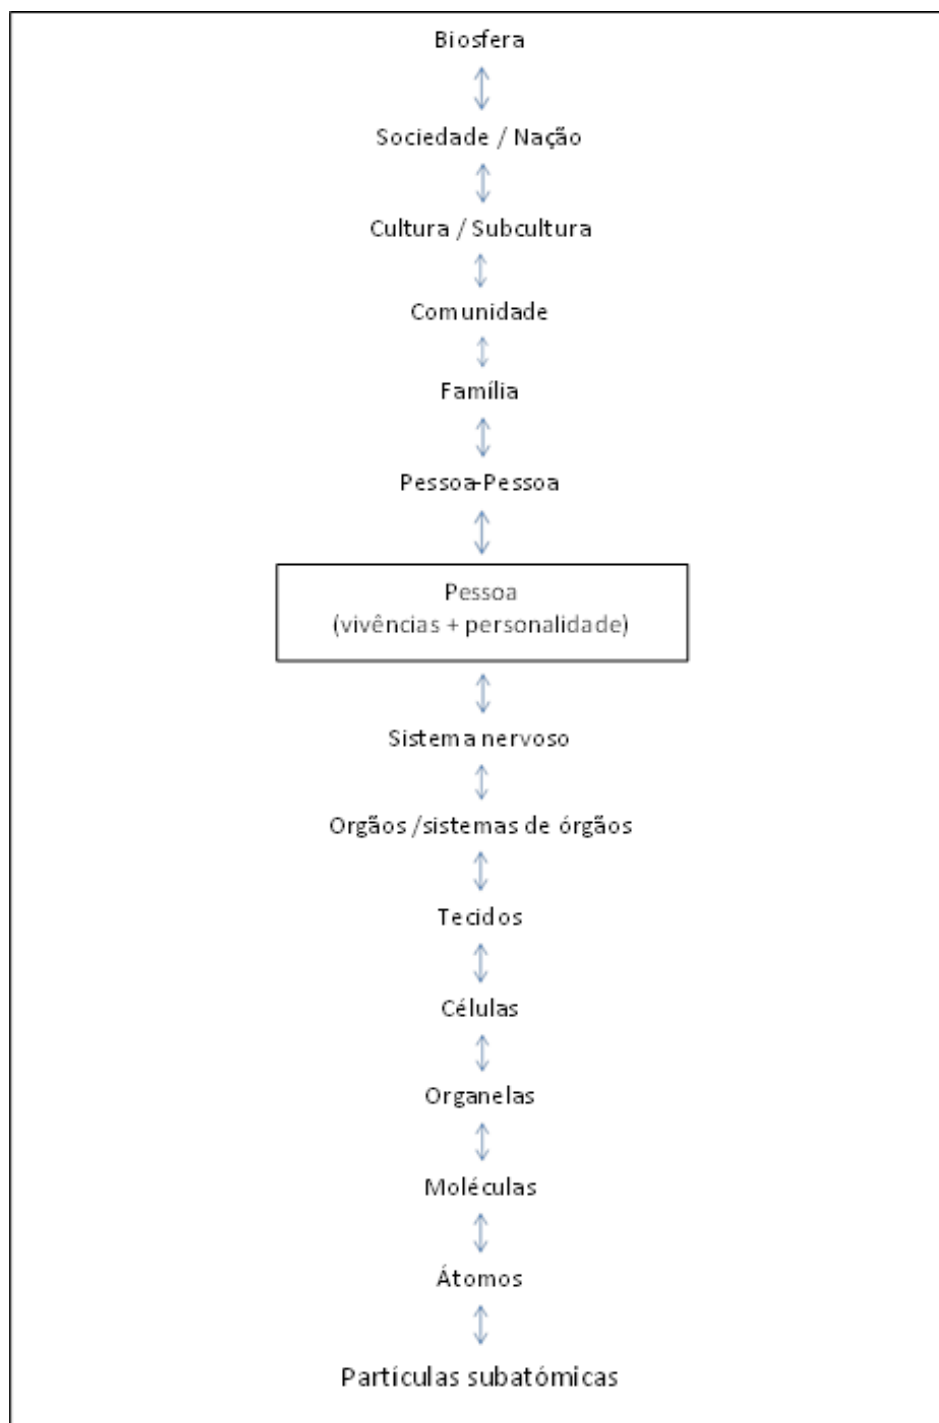 Biosfera
Sociedade / Nação
Cultura / Subcultura
Comunidade
Família
Pessoa-Pessoa
Pessoa
(vivências + personalidade)
Sistema nervoso
Orgãos /sistemas de órgãos
Tecidos
Células
Organelas
Moléculas
Átomos
Partículas subatómicas